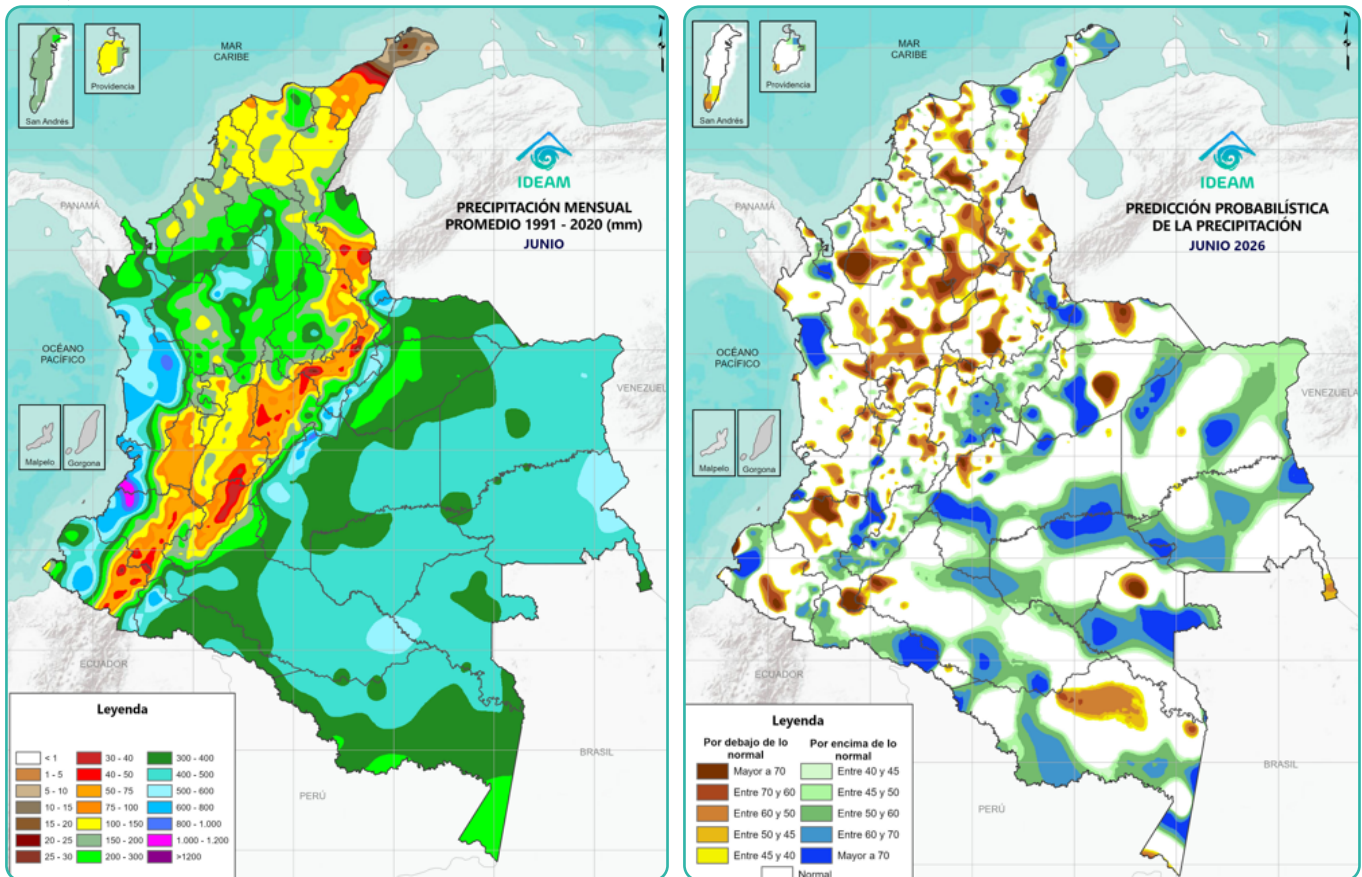 MAR
CARIBE
San Andrés
Providencia
IDEAM
PRECIPITACIÓN MENSUAL
PROMEDIO 1991 - 2020 (mm)
JUNIO
PANAMÁ
OCÉANO
PACÍFICO
VENEZUEL
Malpelo
Gorgona
ECUADOR
BRASIL
PERÚ
Leyenda
< 1
30 - 40
300 - 400
1 - 5
40 - 50
400 - 500
5 - 10
50 - 75
500 - 600
10 - 15
75 - 100
600 - 800
15 - 20
100 - 150
800 - 1.000
20 - 25
150 - 200
1.000 - 1.200
25 - 30
200 - 300
>1200
MAR
CARIBE
San Andrés
Providencia
IDEAM
PREDICCIÓN PROBABILÍSTICA
DE LA PRECIPITACIÓN
JUNIO 2026
PANAMÁ
OCÉANO
PACÍFICO
VENEZUELA
Malpelo
Gorgona
ECUADOR
BRASIL
PERÚ
Leyenda
Por debajo de lo
normal
Por encima de lo
normal
Mayor a 70
Entre 40 y 45
Entre 70 y 60
Entre 45 y 50
Entre 60 y 50
Entre 50 y 60
Entre 50 y 45
Entre 60 y 70
Entre 45 y 40
Mayor a 70
Normal